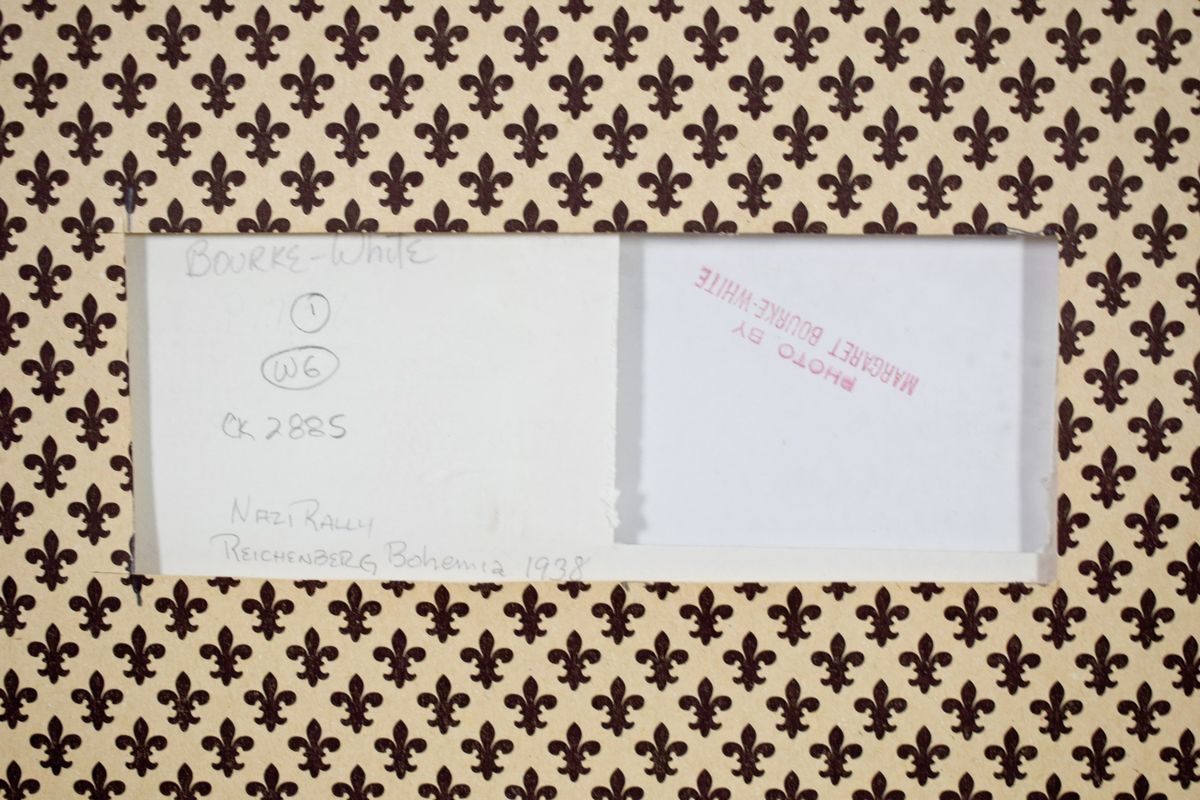 Bourke-White
1
W6
CK 2885
Nazi Rally
Reichenberg Bohemia 1938
PHOTO BY
MARGARET BOURKE-WHITE